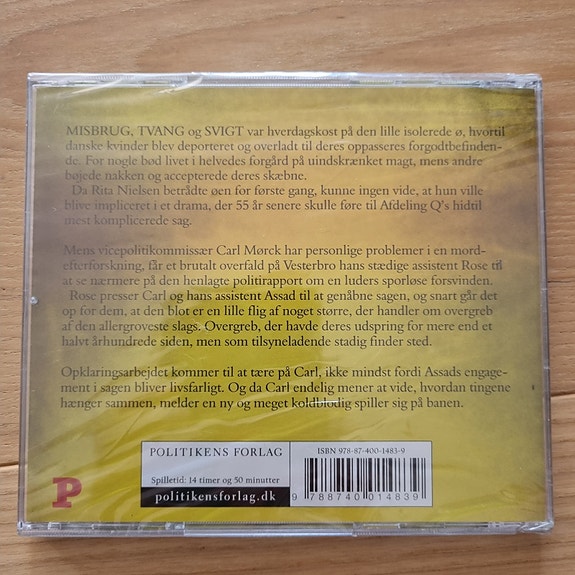 MISBRUG, TVANG og SVIGT var hverdagskost på den lille isolerede ø, hvortil
danske kvinder blev deporteret og overladt til deres oppasseres forgodtbefinden-
de. For nogle bød livet i helvedes forgård på uindskrænket magt, mens andre
bøjede nakken og accepterede deres skæbne.
Da Rita Nielsen betrådte øen for første gang, kunne ingen vide, at hun ville
blive impliceret i et drama, der 55 år senere skulle føre til Afdeling Q's hidtil
mest komplicerede sag.
Mens vicepolitikommissær Carl Mørck har personlige problemer i en mord-
efterforskning, får et brutalt overfald på Vesterbro hans stædige assistent Rose til
at se nærmere på den henlagte politirapport om en luders sporløse forsvinden.
Rose presser Carl og hans assistent Assad til at genåbne sagen, og snart går det
op for dem, at den blot er en lille flig af noget større, der handler om overgreb
af den allergroveste slags. Overgreb, der havde deres udspring for mere end et
halvt århundrede siden, men som tilsyneladende stadig finder sted.
Opklaringsarbejdet kommer til at tære på Carl, ikke mindst fordi Assads engage-
ment i sagen bliver livsfarligt. Og da Carl endelig mener at vide, hvordan tingene
hænger sammen, melder en ny og meget koldblodig spiller sig på banen.
POLITIKENS FORLAG
Spilletid: 14 timer og 50 minutter
politikensforlag.dk
ISBN 978-87-400-1483-9
9 788740 014839
P